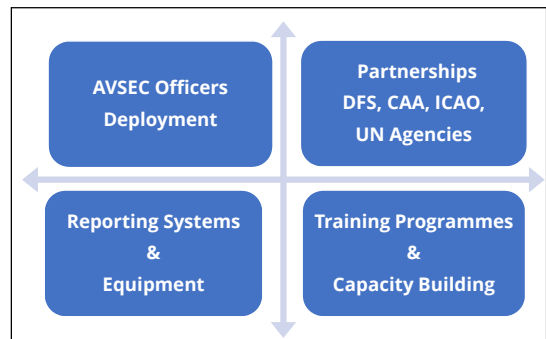 AVSEC Officers
Deployment
Partnerships
DFS, CAA, ICAO,
UN Agencies
Reporting Systems
&
Equipment
Training Programmes
&
Capacity Building